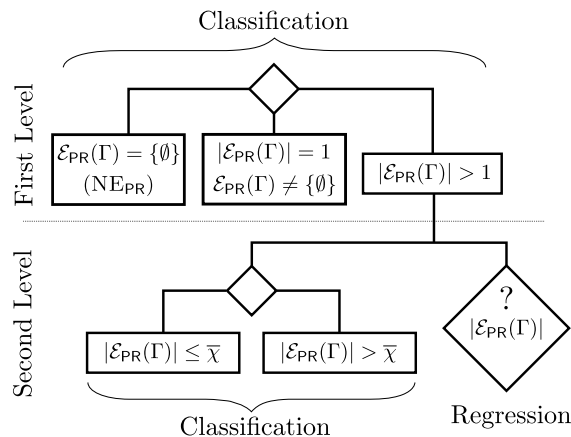 Classification
First Level
ℰ_PR(Γ) = {∅}
(NE_PR)
|ℰ_PR(Γ)| = 1
ℰ_PR(Γ) ≠ {∅}
|ℰ_PR(Γ)| > 1
Second Level
|ℰ_PR(Γ)| ≤ χ̅
|ℰ_PR(Γ)| > χ̅
?
|ℰ_PR(Γ)|
Classification
Regression